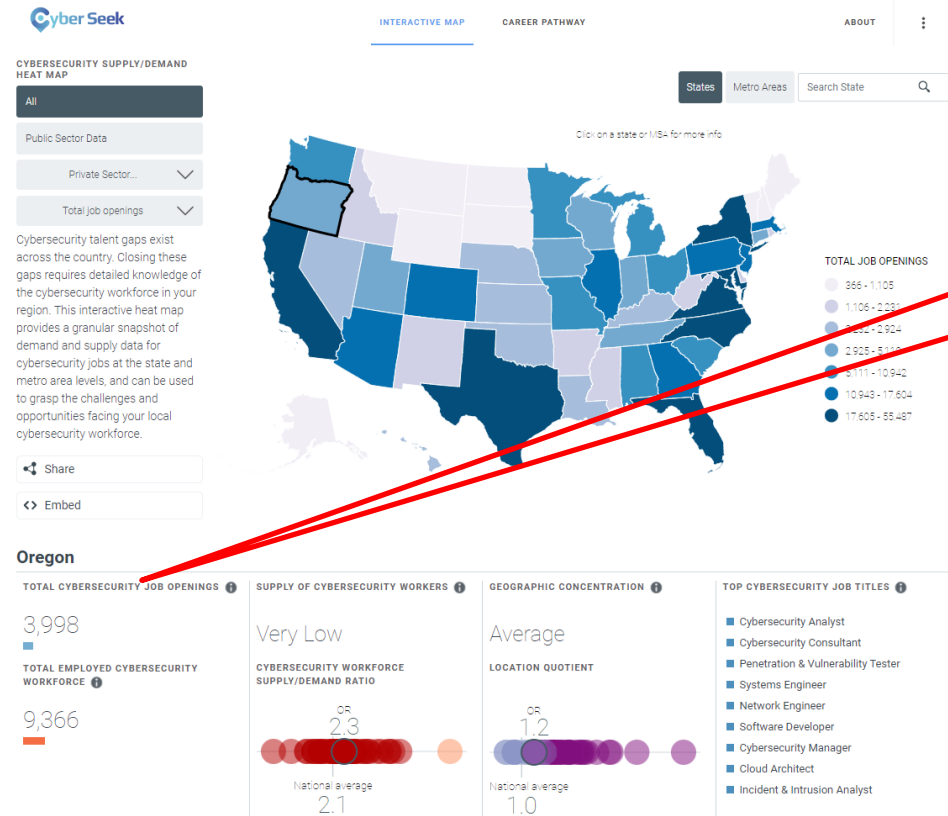 Cyber Seek
INTERACTIVE MAP
CAREER PATHWAY
ABOUT
CYBERSECURITY SUPPLY/DEMAND
HEAT MAP
All
Public Sector Data
Private Sector...
Total job openings
Cybersecurity talent gaps exist
across the country. Closing these
gaps requires detailed knowledge of
the cybersecurity workforce in your
region. This interactive heat map
provides a granular snapshot of
demand and supply data for
cybersecurity jobs at the state and
metro area levels, and can be used
to grasp the challenges and
opportunities facing your local
cybersecurity workforce.
Share
Embed
States
Metro Areas
Search State
Click on a state or MSA for more info
TOTAL JOB OPENINGS
366 - 1,105
1,106 - 2,231
2,924
2,925 -
5,111 - 10,942
10,943 - 17,604
17,605 - 55,487
Oregon
TOTAL CYBERSECURITY JOB OPENINGS
3,998
TOTAL EMPLOYED CYBERSECURITY
WORKFORCE
9,366
SUPPLY OF CYBERSECURITY WORKERS
Very Low
CYBERSECURITY WORKFORCE
SUPPLY/DEMAND RATIO
OR
2.3
National average
2.1
GEOGRAPHIC CONCENTRATION
Average
LOCATION QUOTIENT
OR
1.2
National average
1.0
TOP CYBERSECURITY JOB TITLES
Cybersecurity Analyst
Cybersecurity Consultant
Penetration & Vulnerability Tester
Systems Engineer
Network Engineer
Software Developer
Cybersecurity Manager
Cloud Architect
Incident & Intrusion Analyst